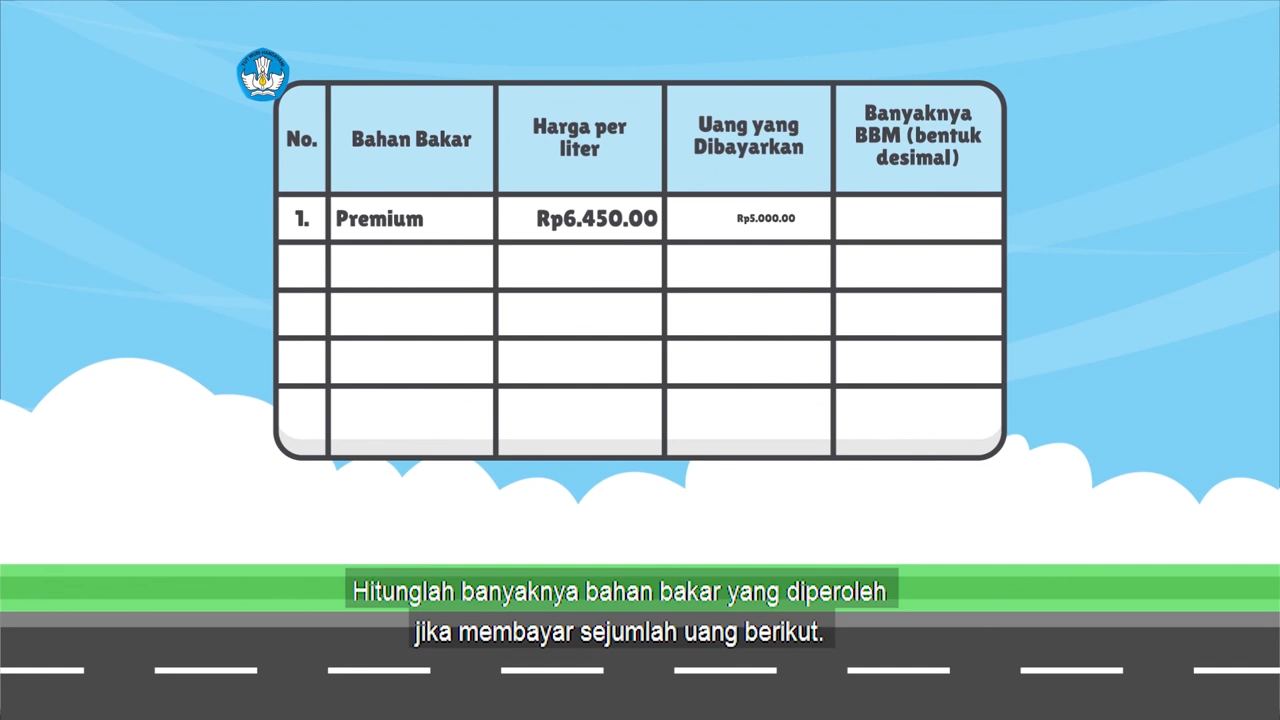 No.
Bahan Bakar
Harga per
liter
Uang yang
Dibayarkan
Banyaknya
BBM (bentuk
desimal)
1.
Premium
Rp6.450.00
Rp5.000.00
Hitunglah banyaknya bahan bakar yang diperoleh
jika membayar sejumlah uang berikut.